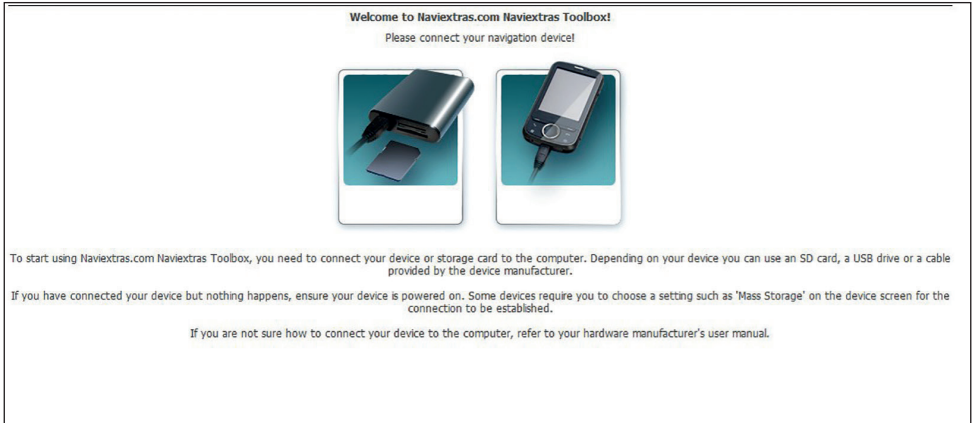 Welcome to Naviextras.com Naviextras Toolbox!
Please connect your navigation device!
To start using Naviextras.com Naviextras Toolbox, you need to connect your device or storage card to the computer. Depending on your device you can use an SD card, a USB drive or a cable
provided by the device manufacturer.
If you have connected your device but nothing happens, ensure your device is powered on. Some devices require you to choose a setting such as 'Mass Storage' on the device screen for the
connection to be established.
If you are not sure how to connect your device to the computer, refer to your hardware manufacturer's user manual.